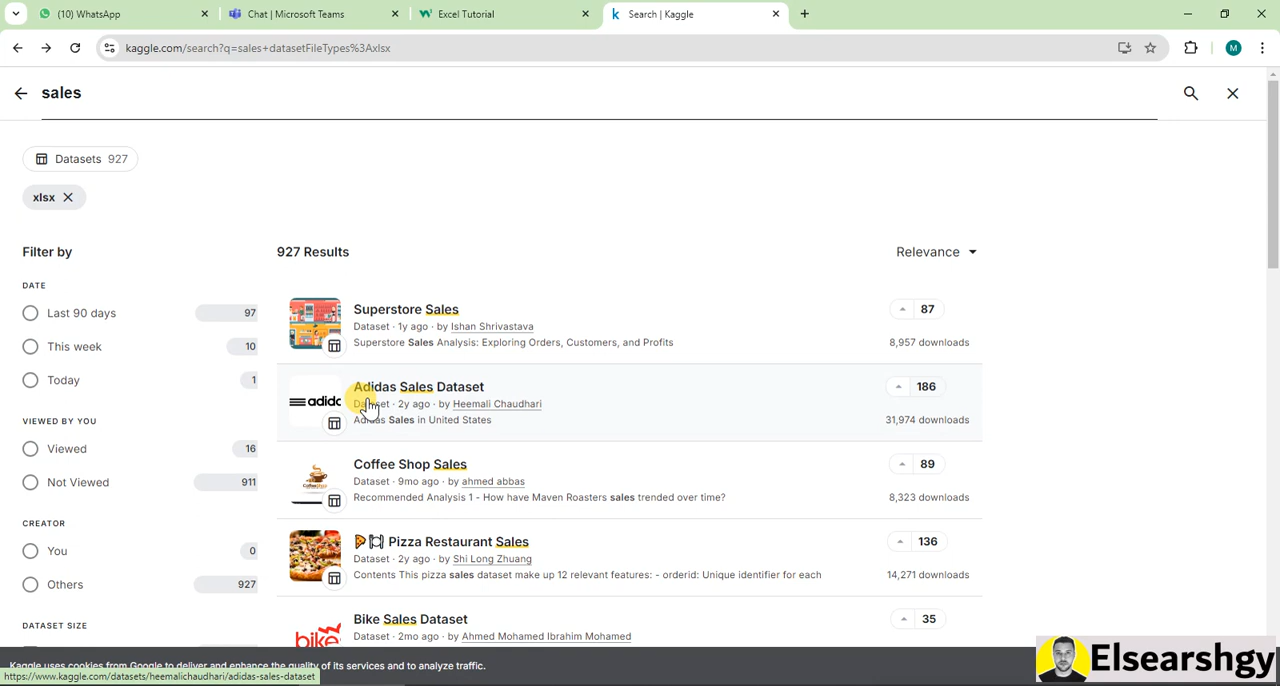 (10) WhatsApp
Chat | Microsoft Teams
Excel Tutorial
Search | Kaggle
kaggle.com/search?q=sales+datasetFileTypes%3Axlsx
M
sales
Datasets 927
xlsx
Filter by
927 Results
Relevance
DATE
Last 90 days 97
This week 10
Today 1
VIEWED BY YOU
Viewed 16
Not Viewed 911
CREATOR
You 0
Others 927
DATASET SIZE
Superstore Sales
87
Dataset · 1y ago · by Ishan Shrivastava
Superstore Sales Analysis: Exploring Orders, Customers, and Profits
8,957 downloads
adidas
Adidas Sales Dataset
186
Dataset · 2y ago · by Heemali Chaudhari
Adidas Sales in United States
31,974 downloads
Coffee Shop Sales
89
Dataset · 9mo ago · by ahmed abbas
Recommended Analysis 1 - How have Maven Roasters sales trended over time?
8,323 downloads
Pizza Restaurant Sales
136
Dataset · 2y ago · by Shi Long Zhuang
Contents This pizza sales dataset make up 12 relevant features: - orderid: Unique identifier for each
14,271 downloads
bike
Bike Sales Dataset
35
Dataset · 2mo ago · by Ahmed Mohamed Ibrahim Mohamed
Kaggle uses cookies from Google to deliver and enhance the quality of its services and to analyze traffic.
https://www.kaggle.com/datasets/heemalichaudhari/adidas-sales-dataset
Elsearshgy